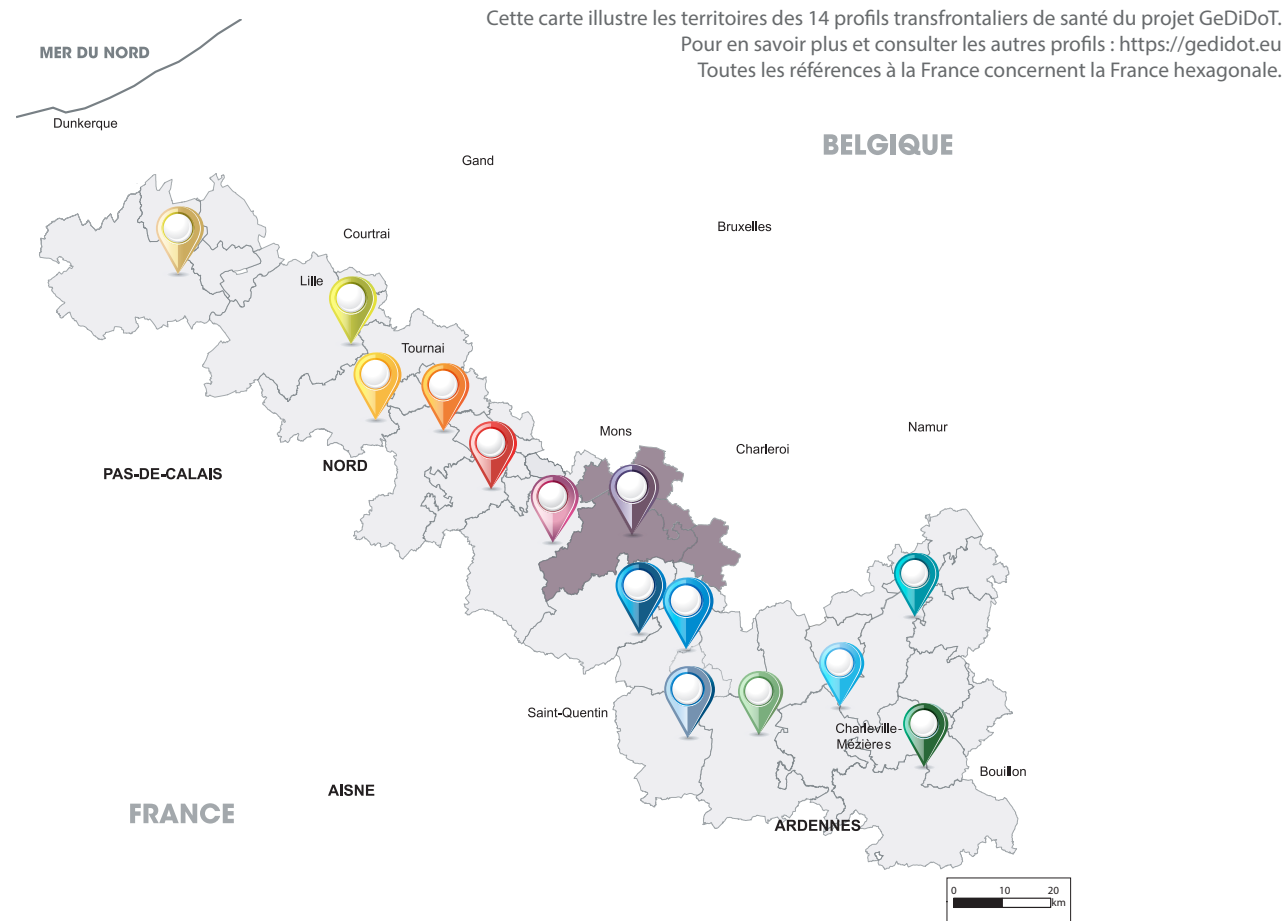 Cette carte illustre les territoires des 14 profils transfrontaliers de santé du projet GeDiDoT.
Pour en savoir plus et consulter les autres profils : https://gedidot.eu
Toutes les références à la France concernent la France hexagonale.
MER DU NORD
Dunkerque
BELGIQUE
Gand
Bruxelles
Courtrai
Lille
Tournai
Mons
Namur
Charleroi
NORD
PAS-DE-CALAIS
Saint-Quentin
Charleville-
Mézières
Bouillon
AISNE
FRANCE
ARDENNES
0 10 20
km